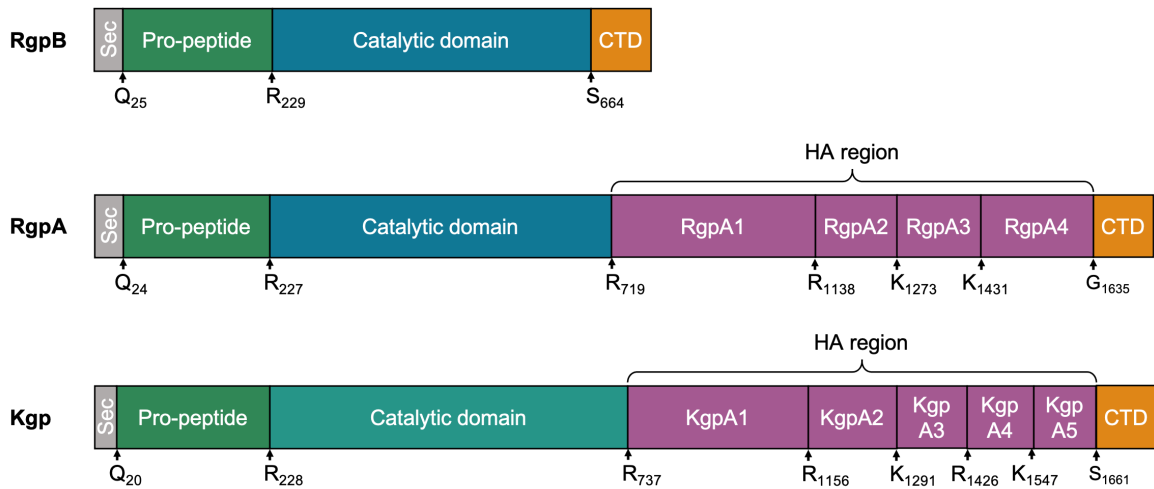 RgpB
Sec Pro-peptide Catalytic domain CTD
Q25 R229 S664
HA region
RgpA
Sec Pro-peptide Catalytic domain RgpA1 RgpA2 RgpA3 RgpA4 CTD
Q24 R227 R719 R1138 K1273 K1431 G1635
HA region
Kgp
Sec Pro-peptide Catalytic domain KgpA1 KgpA2 Kgp A3 Kgp A4 Kgp A5 CTD
Q20 R228 R737 R1156 K1291 R1426 K1547 S1661